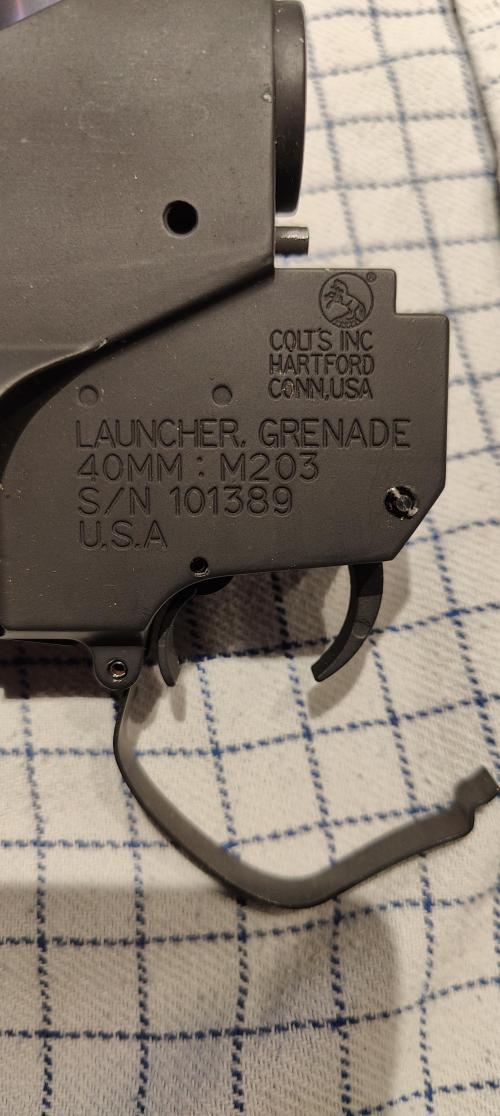 ®
COLT'S INC
HARTFORD
CONN,USA
LAUNCHER, GRENADE
40MM : M203
S/N 101389
U.S.A